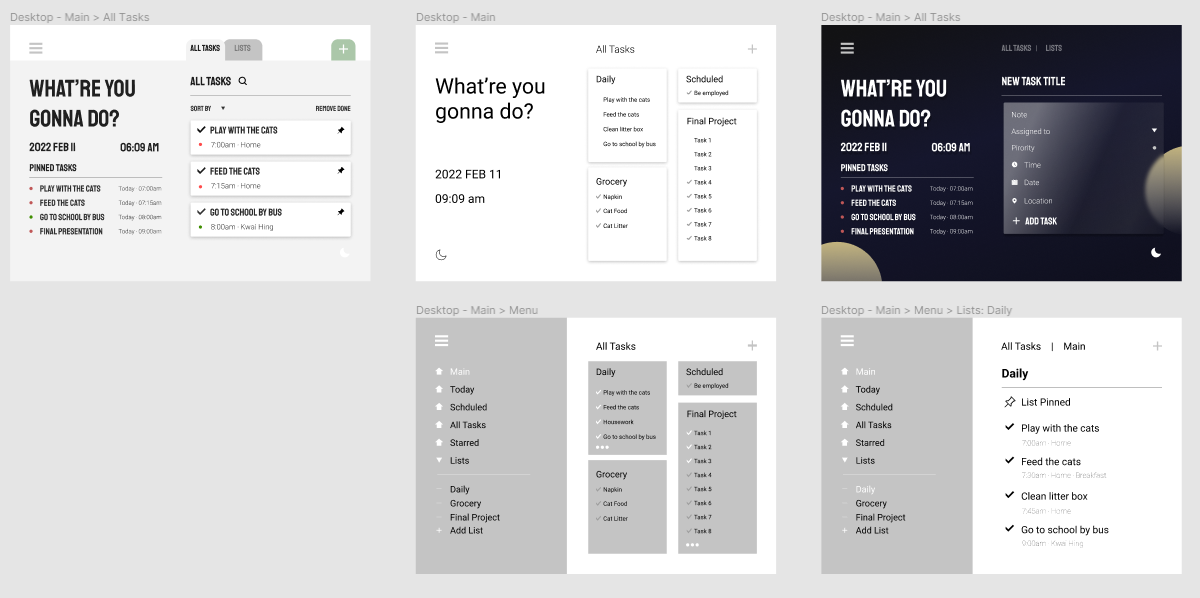 Desktop - Main > All Tasks
ALL TASKS
LISTS
+
WHAT'RE YOU
GONNA DO?
2022 FEB 11
06:09 AM
PINNED TASKS
PLAY WITH THE CATS
Today · 07:00am
FEED THE CATS
Today · 07:15am
GO TO SCHOOL BY BUS
Today · 08:00am
FINAL PRESENTATION
Today · 09:00am
ALL TASKS
SORT BY
REMOVE DONE
PLAY WITH THE CATS
7:00am · Home
FEED THE CATS
7:15am · Home
GO TO SCHOOL BY BUS
8:00am · Kwai Hing
Desktop - Main
All Tasks
+
What're you
gonna do?
2022 FEB 11
09:09 am
Daily
Play with the cats
Feed the cats
Clean litter box
Go to school bus
Grocery
Napkin
Cat Food
Cat Litter
Schduled
Be employed
Final Project
Task 1
Task 2
Task 3
Task 4
Task 5
Task 6
Task 7
Task 8
Desktop - Main > All Tasks
ALL TASKS |
LISTS
WHAT'RE YOU
GONNA DO?
2022 FEB 11
06:09 AM
PINNED TASKS
PLAY WITH THE CATS
Today · 07:00am
FEED THE CATS
Today · 07:15am
GO TO SCHOOL BY BUS
Today · 08:00am
FINAL PRESENTATION
Today · 09:00am
NEW TASK TITLE
Note
Assigned to
Pirority
Time
Date
Location
+ ADD TASK
Desktop - Main > Menu
Main
Today
Schduled
All Tasks
Starred
Lists
Daily
Grocery
Final Project
+ Add List
All Tasks
+
Daily
Play with the cats
Feed the cats
Housework
Go to school by bus
Grocery
Napkin
Cat Food
Cat Litter
Schduled
Be employed
Final Project
Tank 1
Tank 2
Task 3
Task 4
Task 5
Task 6
Task 7
Task 8
Desktop - Main > Menu > Lists: Daily
Main
Today
Schduled
All Tasks
Starred
Lists
Daily
Grocery
Final Project
+ Add List
All Tasks | Main
+
Daily
List Pinned
Play with the cats
7:00am · Home
Feed the cats
7:30am · Home · Breakfast
Clean litter box
7:45am · Home
Go to school by bus
9:00am · Kwai Hing